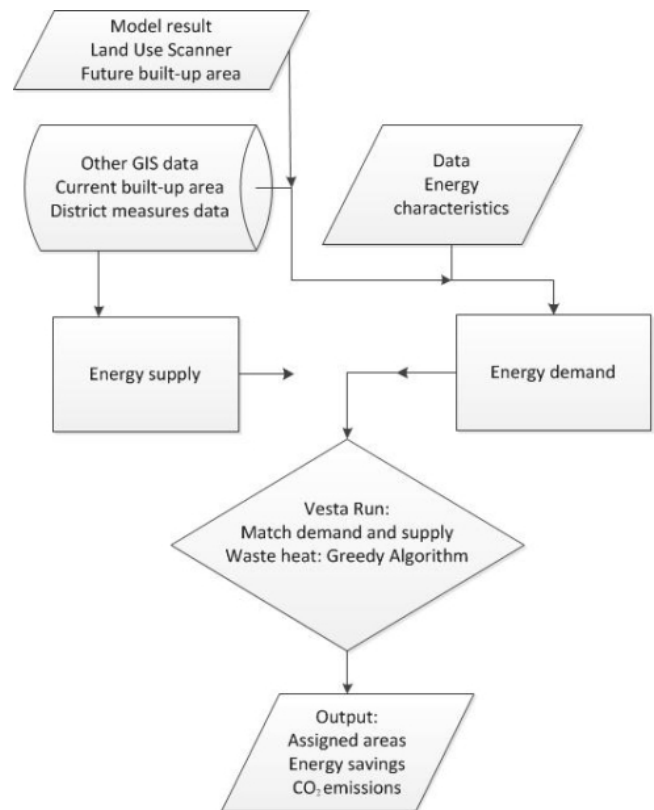 Model result
Land Use Scanner
Future built-up area
Other GIS data
Current built-up area
District measures data
Data
Energy
characteristics
Energy supply
Energy demand
Vesta Run:
Match demand and supply
Waste heat: Greedy Algorithm
Output:
Assigned areas
Energy savings
CO₂ emissions